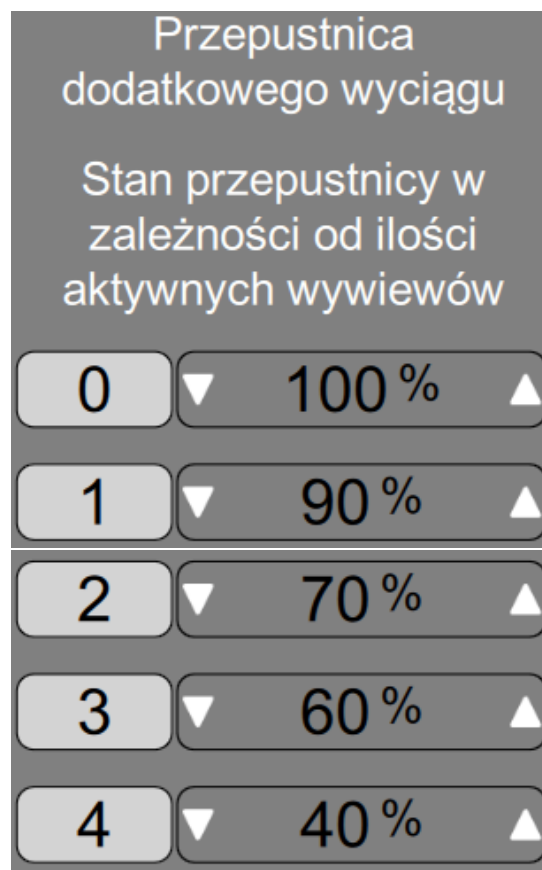 Przepustnica
dodatkowego wyciągu
Stan przepustnicy w
zależności od ilości
aktywnych wywiewów
0 100 %
1 90 %
2 70 %
3 60 %
4 40 %